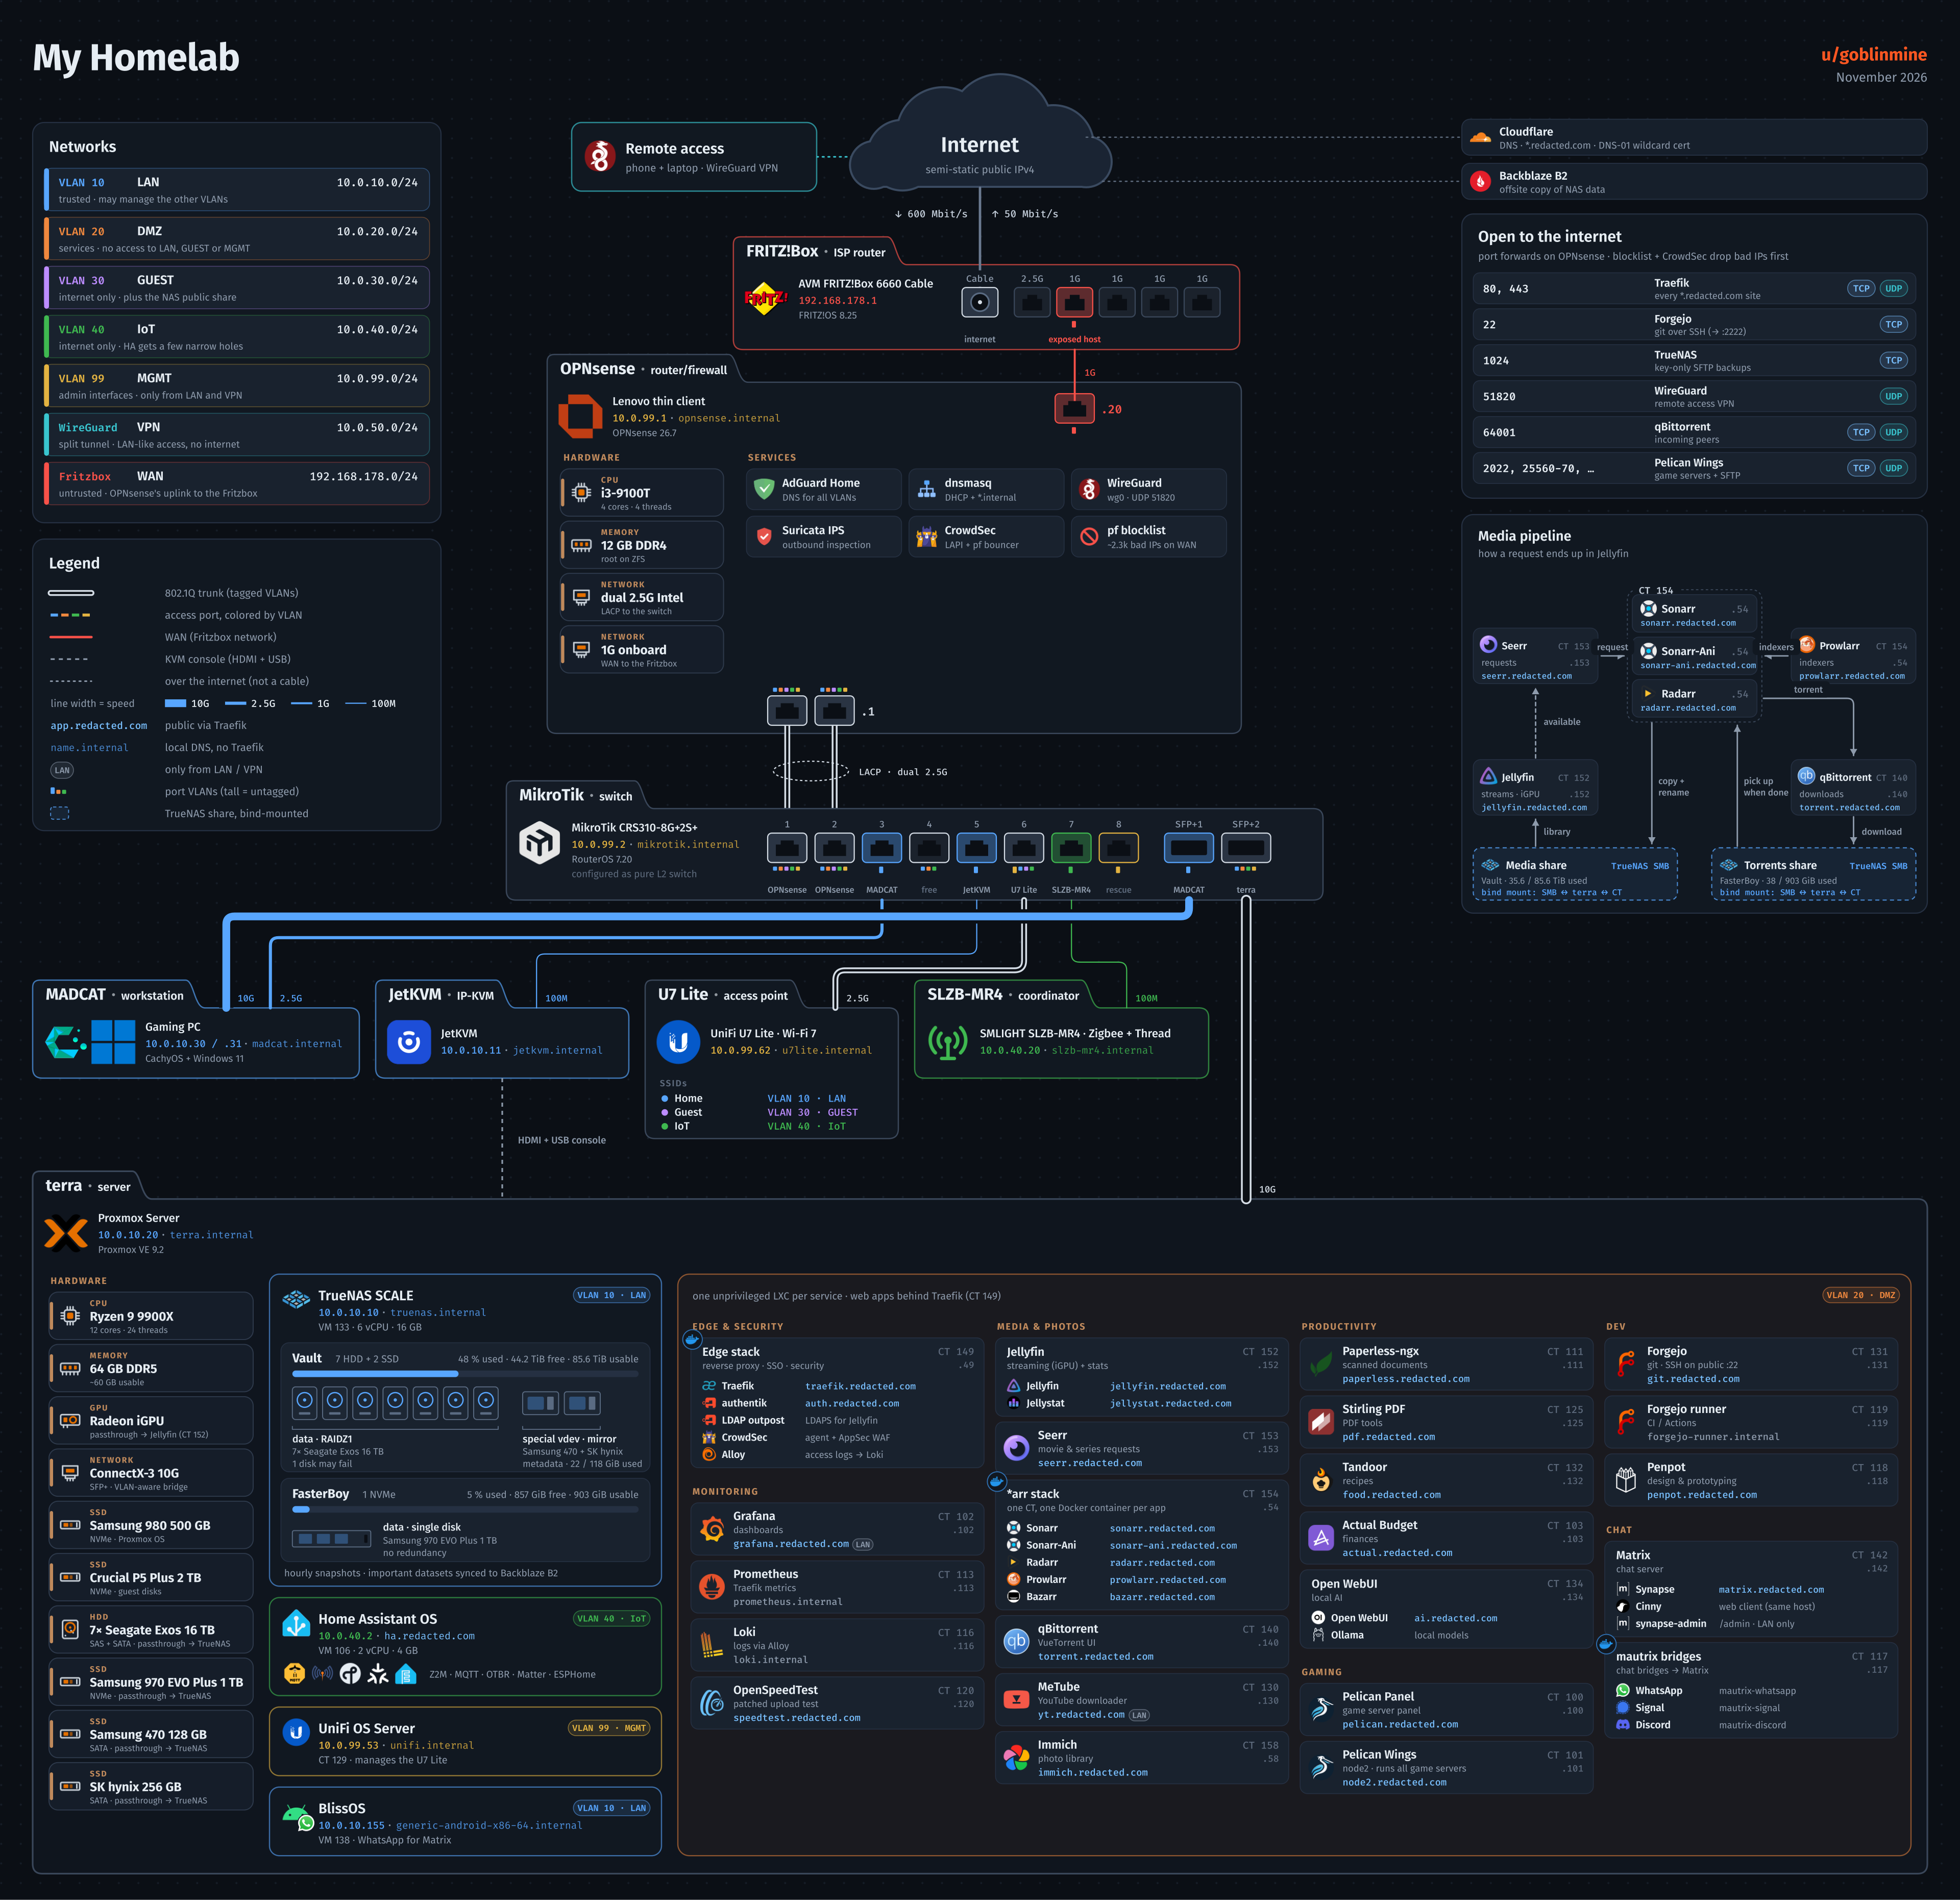 My Homelab
u/goblinmine
November 2026
Networks
VLAN 10 LAN 10.0.10.0/24
trusted · may manage the other VLANs
VLAN 20 DMZ 10.0.20.0/24
services · no access to LAN, GUEST or MGMT
VLAN 30 GUEST 10.0.30.0/24
internet only · plus the NAS public share
VLAN 40 IoT 10.0.40.0/24
internet only · HA gets a few narrow holes
VLAN 99 MGMT 10.0.99.0/24
admin interfaces · only from LAN and VPN
WireGuard VPN 10.0.50.0/24
split tunnel · LAN-like access, no internet
Fritzbox WAN 192.168.178.0/24
untrusted · OPNsense's uplink to the Fritzbox
Legend
802.1Q trunk (tagged VLANs)
access port, colored by VLAN
WAN (Fritzbox network)
KVM console (HDMI + USB)
over the internet (not a cable)
line width = speed 10G 2.5G 1G 100M
app.redacted.com public via Traefik
name.internal local DNS, no Traefik
LAN only from LAN / VPN
port VLANs (tall = untagged)
TrueNAS share, bind-mounted
Remote access
phone + laptop · WireGuard VPN
Internet
semi-static public IPv4
↓ 600 Mbit/s ↑ 50 Mbit/s
Cloudflare
DNS · *.redacted.com · DNS-01 wildcard cert
Backblaze B2
offsite copy of NAS data
Open to the internet
port forwards on OPNsense · blocklist + CrowdSec drop bad IPs first
80, 443 Traefik TCP UDP
every *.redacted.com site
22 Forgejo TCP
git over SSH (→ :2222)
1024 TrueNAS TCP
key-only SFTP backups
51820 WireGuard UDP
remote access VPN
64001 qBittorrent TCP UDP
incoming peers
2022, 25560-70, … Pelican Wings TCP UDP
game servers + SFTP
FRITZ!Box · ISP router
FRITZ!
AVM FRITZ!Box 6660 Cable
192.168.178.1
FRITZ!OS 8.25
Cable 2.5G 1G 1G 1G 1G
internet exposed host
1G
OPNsense · router/firewall
Lenovo thin client
10.0.99.1 · opnsense.internal
OPNsense 26.7
.20
HARDWARE
CPU
i3-9100T
4 cores · 4 threads
MEMORY
12 GB DDR4
root on ZFS
NETWORK
dual 2.5G Intel
LACP to the switch
NETWORK
1G onboard
WAN to the Fritzbox
SERVICES
AdGuard Home
DNS for all VLANs
dnsmasq
DHCP + *.internal
WireGuard
wg0 · UDP 51820
Suricata IPS
outbound inspection
CrowdSec
LAPI + pf bouncer
pf blocklist
~2.3k bad IPs on WAN
.1
LACP · dual 2.5G
Media pipeline
how a request ends up in Jellyfin
CT 154
Sonarr .54
sonarr.redacted.com
Sonarr-Ani .54
sonarr-ani.redacted.com
Radarr .54
radarr.redacted.com
Seerr CT 153
requests .153
seerr.redacted.com
request
indexers
Prowlarr CT 154
indexers .54
prowlarr.redacted.com
torrent
available
Jellyfin CT 152
streams · iGPU .152
jellyfin.redacted.com
copy +
rename
pick up
when done
qBittorrent CT 140
downloads .140
torrent.redacted.com
library
download
Media share TrueNAS SMB
Vault · 35.6 / 85.6 TiB used
bind mount: SMB ↔ terra ↔ CT
Torrents share TrueNAS SMB
FasterBoy · 38 / 903 GiB used
bind mount: SMB ↔ terra ↔ CT
MikroTik · switch
MikroTik CRS310-8G+2S+
10.0.99.2 · mikrotik.internal
RouterOS 7.20
configured as pure L2 switch
1 2 3 4 5 6 7 8 SFP+1 SFP+2
OPNsense OPNsense MADCAT free JetKVM U7 Lite SLZB-MR4 rescue MADCAT terra
MADCAT · workstation
10G 2.5G
Gaming PC
10.0.10.30 / .31 · madcat.internal
CachyOS + Windows 11
JetKVM · IP-KVM
100M
JetKVM
10.0.10.11 · jetkvm.internal
HDMI + USB console
U7 Lite · access point
2.5G
U
UniFi U7 Lite · Wi-Fi 7
10.0.99.62 · u7lite.internal
SSIDs
Home VLAN 10 · LAN
Guest VLAN 30 · GUEST
IoT VLAN 40 · IoT
SLZB-MR4 · coordinator
100M
SMLIGHT SLZB-MR4 · Zigbee + Thread
10.0.40.20 · slzb-mr4.internal
10G
terra · server
Proxmox Server
10.0.10.20 · terra.internal
Proxmox VE 9.2
HARDWARE
CPU
Ryzen 9 9900X
12 cores · 24 threads
MEMORY
64 GB DDR5
~60 GB usable
GPU
Radeon iGPU
passthrough → Jellyfin (CT 152)
NETWORK
ConnectX-3 10G
SFP+ · VLAN-aware bridge
SSD
Samsung 980 500 GB
NVMe · Proxmox OS
SSD
Crucial P5 Plus 2 TB
NVMe · guest disks
HDD
7× Seagate Exos 16 TB
SAS + SATA · passthrough → TrueNAS
SSD
Samsung 970 EVO Plus 1 TB
NVMe · passthrough → TrueNAS
SSD
Samsung 470 128 GB
SATA · passthrough → TrueNAS
SSD
SK hynix 256 GB
SATA · passthrough → TrueNAS
TrueNAS SCALE VLAN 10 · LAN
10.0.10.10 · truenas.internal
VM 133 · 6 vCPU · 16 GB
Vault 7 HDD + 2 SSD 48 % used · 44.2 TiB free · 85.6 TiB usable
data · RAIDZ1
7× Seagate Exos 16 TB
1 disk may fail
special vdev · mirror
Samsung 470 + SK hynix
metadata · 22 / 118 GiB used
FasterBoy 1 NVMe 5 % used · 857 GiB free · 903 GiB usable
data · single disk
Samsung 970 EVO Plus 1 TB
no redundancy
hourly snapshots · important datasets synced to Backblaze B2
Home Assistant OS VLAN 40 · IoT
10.0.40.2 · ha.redacted.com
VM 106 · 2 vCPU · 4 GB
Z2M · MQTT · OTBR · Matter · ESPHome
U
UniFi OS Server VLAN 99 · MGMT
10.0.99.53 · unifi.internal
CT 129 · manages the U7 Lite
BlissOS VLAN 10 · LAN
10.0.10.155 · generic-android-x86-64.internal
VM 138 · WhatsApp for Matrix
one unprivileged LXC per service · web apps behind Traefik (CT 149) VLAN 20 · DMZ
EDGE & SECURITY
Edge stack CT 149
reverse proxy · SSO · security .49
Traefik traefik.redacted.com
authentik auth.redacted.com
LDAP outpost LDAPS for Jellyfin
CrowdSec agent + AppSec WAF
Alloy access logs → Loki
MONITORING
Grafana CT 102
dashboards .102
grafana.redacted.com LAN
Prometheus CT 113
Traefik metrics .113
prometheus.internal
Loki CT 116
logs via Alloy .116
loki.internal
OpenSpeedTest CT 120
patched upload test .120
speedtest.redacted.com
MEDIA & PHOTOS
Jellyfin CT 152
streaming (iGPU) + stats .152
Jellyfin jellyfin.redacted.com
Jellystat jellystat.redacted.com
Seerr CT 153
movie & series requests .153
seerr.redacted.com
*arr stack CT 154
one CT, one Docker container per app .54
Sonarr sonarr.redacted.com
Sonarr-Ani sonarr-ani.redacted.com
Radarr radarr.redacted.com
Prowlarr prowlarr.redacted.com
Bazarr bazarr.redacted.com
qb
qBittorrent CT 140
VueTorrent UI .140
torrent.redacted.com
MeTube CT 130
YouTube downloader .130
yt.redacted.com LAN
Immich CT 158
photo library .58
immich.redacted.com
PRODUCTIVITY
Paperless-ngx CT 111
scanned documents .111
paperless.redacted.com
Stirling PDF CT 125
PDF tools .125
pdf.redacted.com
Tandoor CT 132
recipes .132
food.redacted.com
Actual Budget CT 103
finances .103
actual.redacted.com
Open WebUI CT 134
local AI .134
OI Open WebUI ai.redacted.com
Ollama local models
GAMING
Pelican Panel CT 100
game server panel .100
pelican.redacted.com
Pelican Wings CT 101
node2 · runs all game servers .101
node2.redacted.com
DEV
Forgejo CT 131
git · SSH on public :22 .131
git.redacted.com
Forgejo runner CT 119
CI / Actions .119
forgejo-runner.internal
Penpot CT 118
design & prototyping .118
penpot.redacted.com
CHAT
Matrix CT 142
chat server .142
[m] Synapse matrix.redacted.com
Cinny web client (same host)
[m] synapse-admin /admin · LAN only
mautrix bridges CT 117
chat bridges → Matrix .117
WhatsApp mautrix-whatsapp
Signal mautrix-signal
Discord mautrix-discord